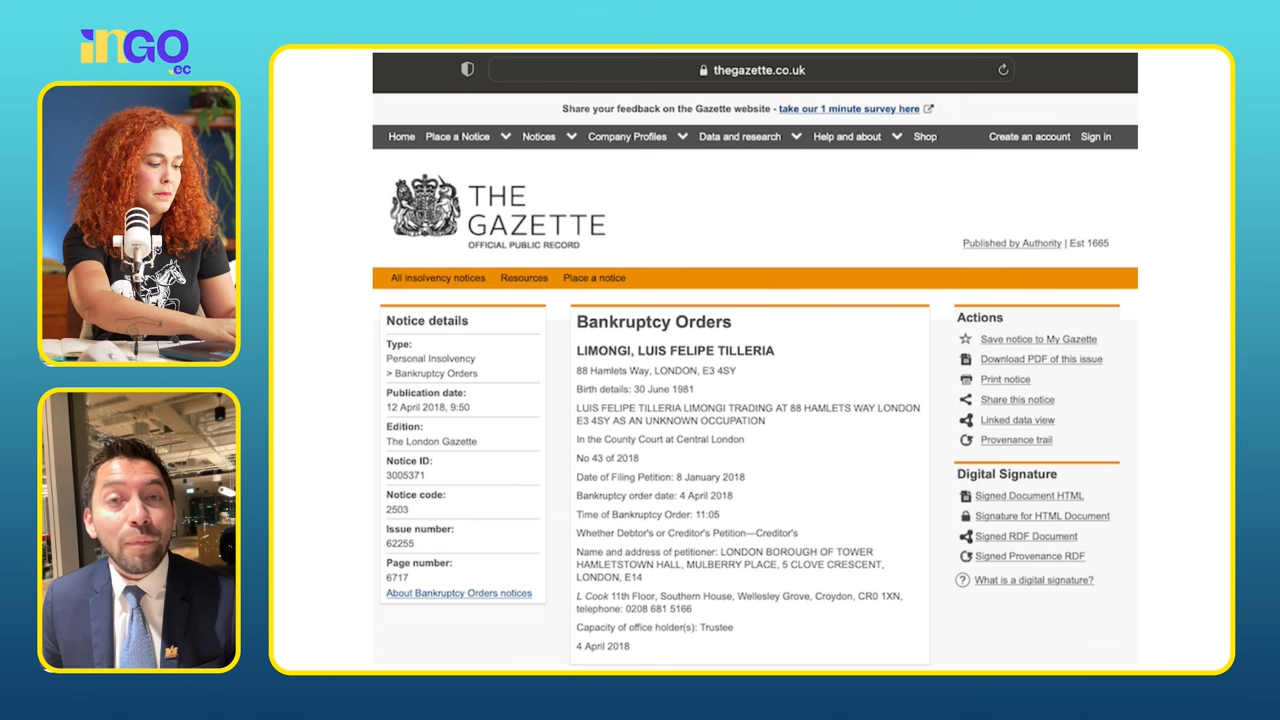 inGO
.ec
thegazette.co.uk
Share your feedback on the Gazette website - take our 1 minute survey here
Home Place a Notice Notices Company Profiles Data and research Help and about Shop Create an account Sign in
THE
GAZETTE
OFFICIAL PUBLIC RECORD
Published by Authority | Est 1665
All insolvency notices Resources Place a notice
Notice details
Type:
Personal Insolvency
> Bankruptcy Orders
Publication date:
12 April 2018, 9:50
Edition:
The London Gazette
Notice ID:
3005371
Notice code:
2503
Issue number:
62255
Page number:
6717
About Bankruptcy Orders notices
Bankruptcy Orders
LIMONGI, LUIS FELIPE TILLERIA
88 Hamlets Way, LONDON, E3 4SY
Birth details: 30 June 1981
LUIS FELIPE TILLERIA LIMONGI TRADING AT 88 HAMLETS WAY LONDON
E3 4SY AS AN UNKNOWN OCCUPATION
In the County Court at Central London
No 43 of 2018
Date of Filing Petition: 8 January 2018
Bankruptcy order date: 4 April 2018
Time of Bankruptcy Order: 11:05
Whether Debtor's or Creditor's Petition—Creditor's
Name and address of petitioner: LONDON BOROUGH OF TOWER
HAMLETSTOWN HALL, MULBERRY PLACE, 5 CLOVE CRESCENT,
LONDON, E14
L Cook 11th Floor, Southern House, Wellesley Grove, Croydon, CR0 1XN,
telephone: 0208 681 5166
Capacity of office holder(s): Trustee
4 April 2018
Actions
Save notice to My Gazette
Download PDF of this issue
Print notice
Share this notice
Linked data view
Provenance trail
Digital Signature
Signed Document HTML
Signature for HTML Document
Signed RDF Document
Signed Provenance RDF
What is a digital signature?